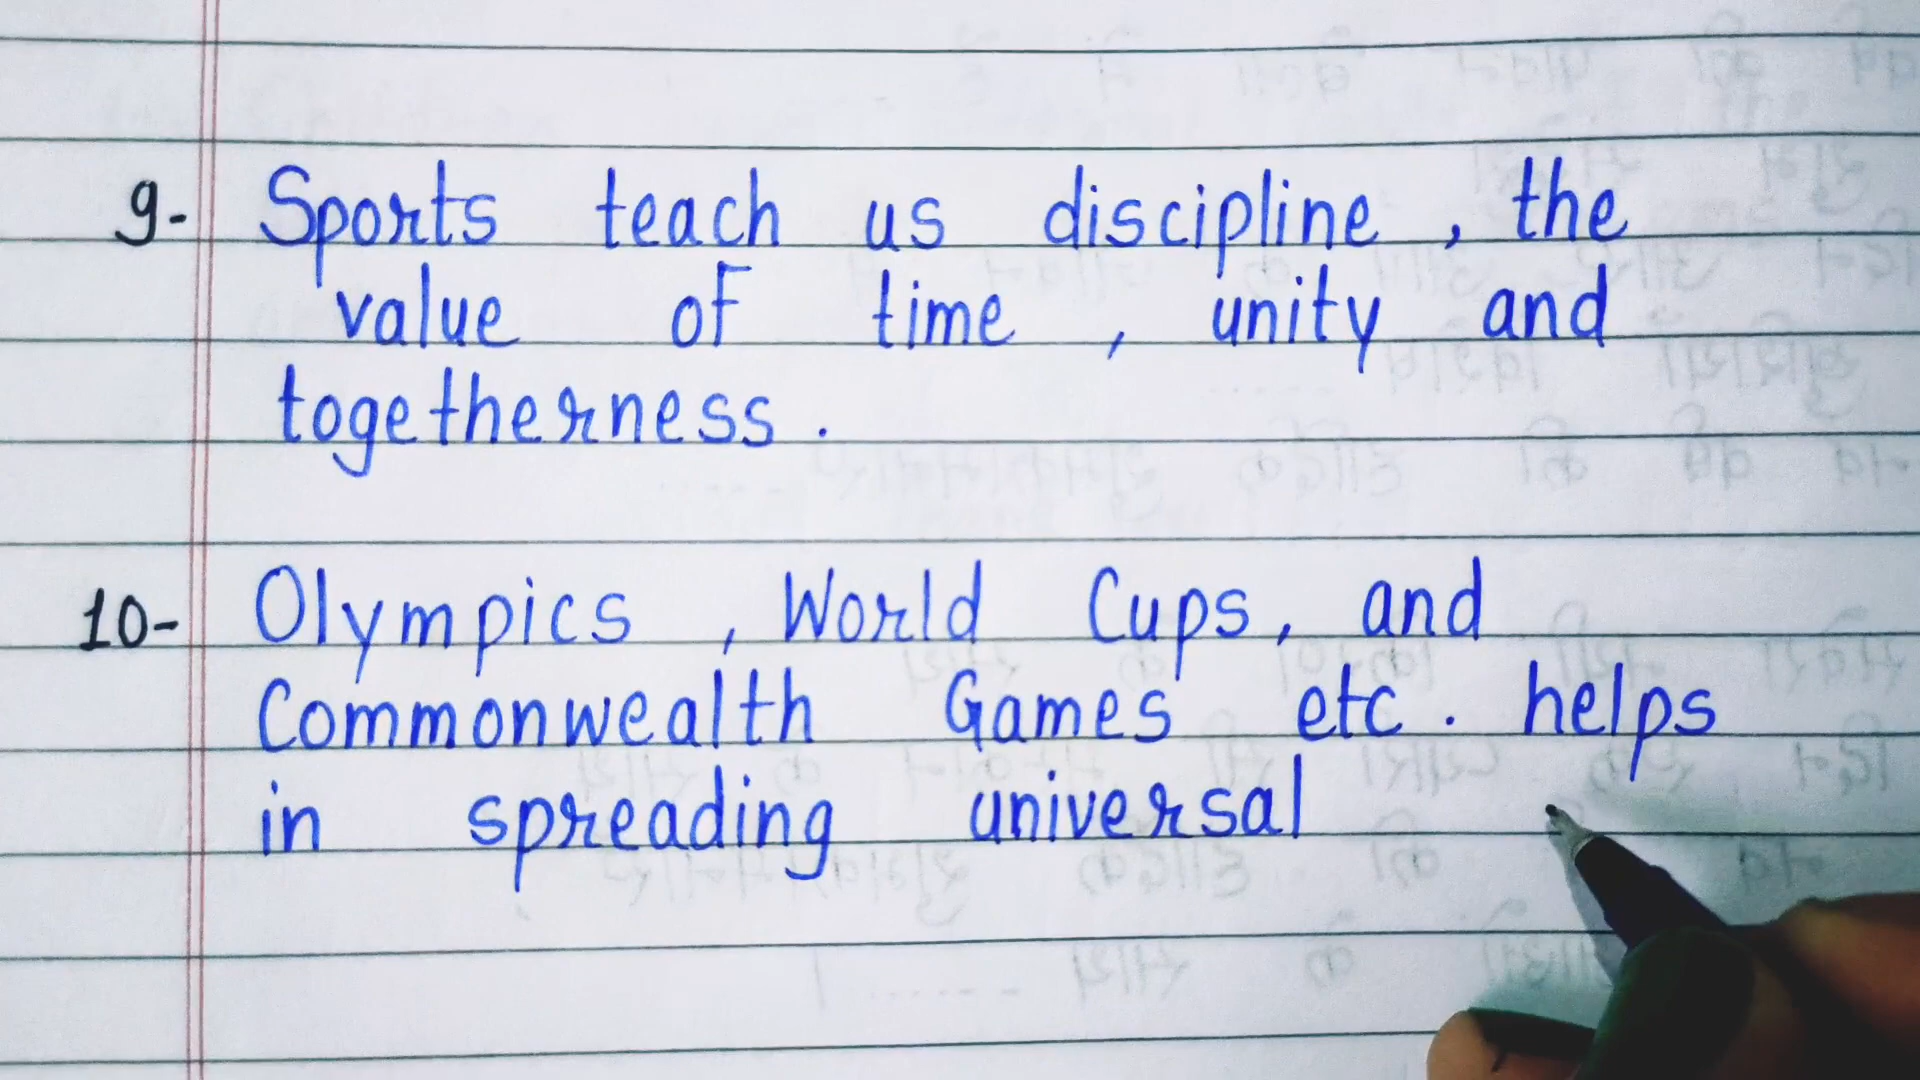 9- Sports teach us discipline , the
value of time , unity and
togetherness .
10- Olympics , World Cups, and
Commonwealth Games etc . helps
in spreading universal